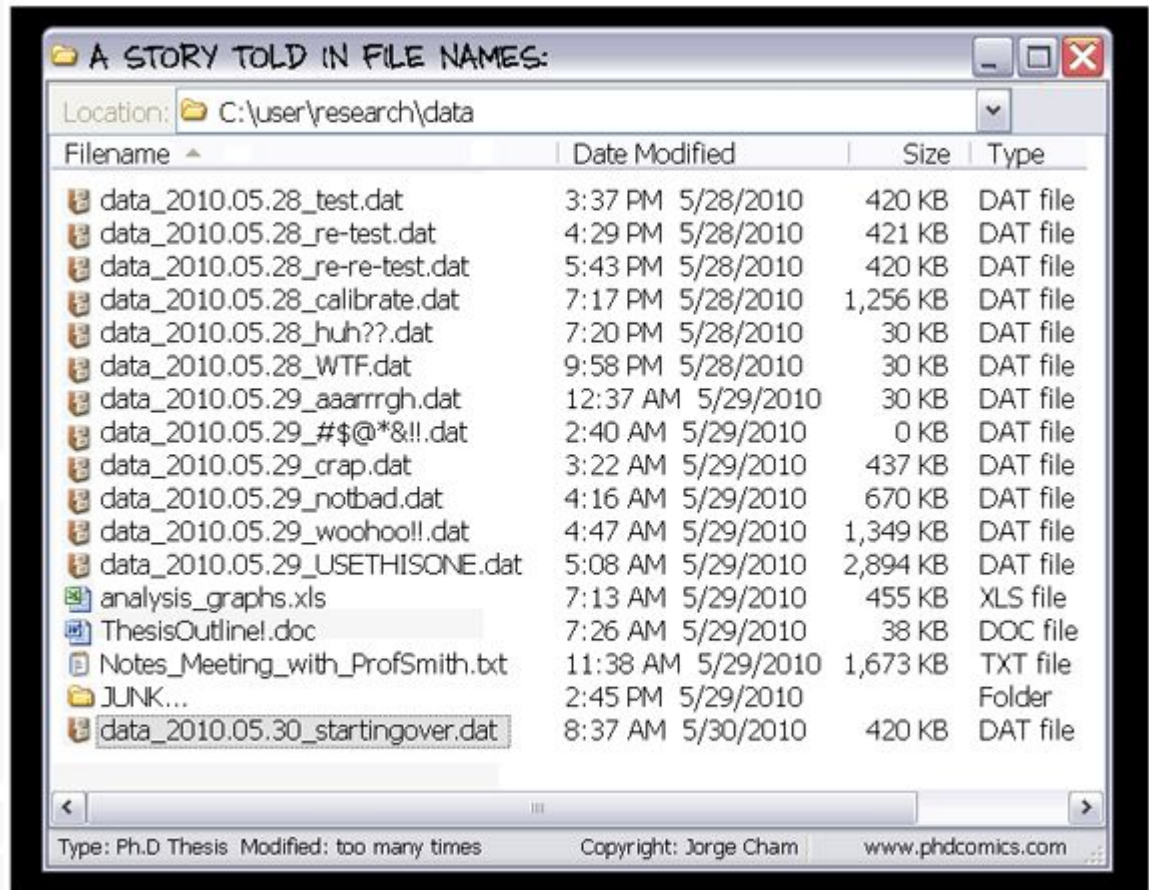 A STORY TOLD IN FILE NAMES:
Location: C:\user\research\data
Filename Date Modified Size Type
data_2010.05.28_test.dat 3:37 PM 5/28/2010 420 KB DAT file
data_2010.05.28_re-test.dat 4:29 PM 5/28/2010 421 KB DAT file
data_2010.05.28_re-re-test.dat 5:43 PM 5/28/2010 420 KB DAT file
data_2010.05.28_calibrate.dat 7:17 PM 5/28/2010 1,256 KB DAT file
data_2010.05.28_huh??.dat 7:20 PM 5/28/2010 30 KB DAT file
data_2010.05.28_WTF.dat 9:58 PM 5/28/2010 30 KB DAT file
data_2010.05.29_aaarrrgh.dat 12:37 AM 5/29/2010 30 KB DAT file
data_2010.05.29_#$@*&!!.dat 2:40 AM 5/29/2010 0 KB DAT file
data_2010.05.29_crap.dat 3:22 AM 5/29/2010 437 KB DAT file
data_2010.05.29_notbad.dat 4:16 AM 5/29/2010 670 KB DAT file
data_2010.05.29_woohoo!!.dat 4:47 AM 5/29/2010 1,349 KB DAT file
data_2010.05.29_USETHISONE.dat 5:08 AM 5/29/2010 2,894 KB DAT file
analysis_graphs.xls 7:13 AM 5/29/2010 455 KB XLS file
ThesisOutline!.doc 7:26 AM 5/29/2010 38 KB DOC file
Notes_Meeting_with_ProfSmith.txt 11:38 AM 5/29/2010 1,673 KB TXT file
JUNK... 2:45 PM 5/29/2010 Folder
data_2010.05.30_startingover.dat 8:37 AM 5/30/2010 420 KB DAT file
Type: Ph.D Thesis Modified: too many times Copyright: Jorge Cham www.phdcomics.com